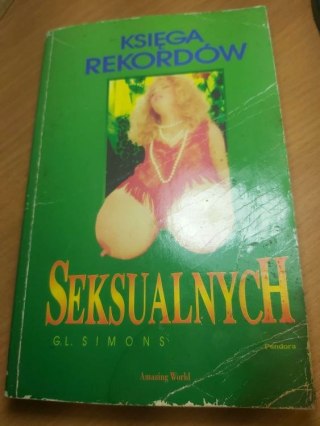 KSIĘGA
REKORDÓW
SEKSUALNYCH
G.L. SIMONS
Pandora
Amazing World